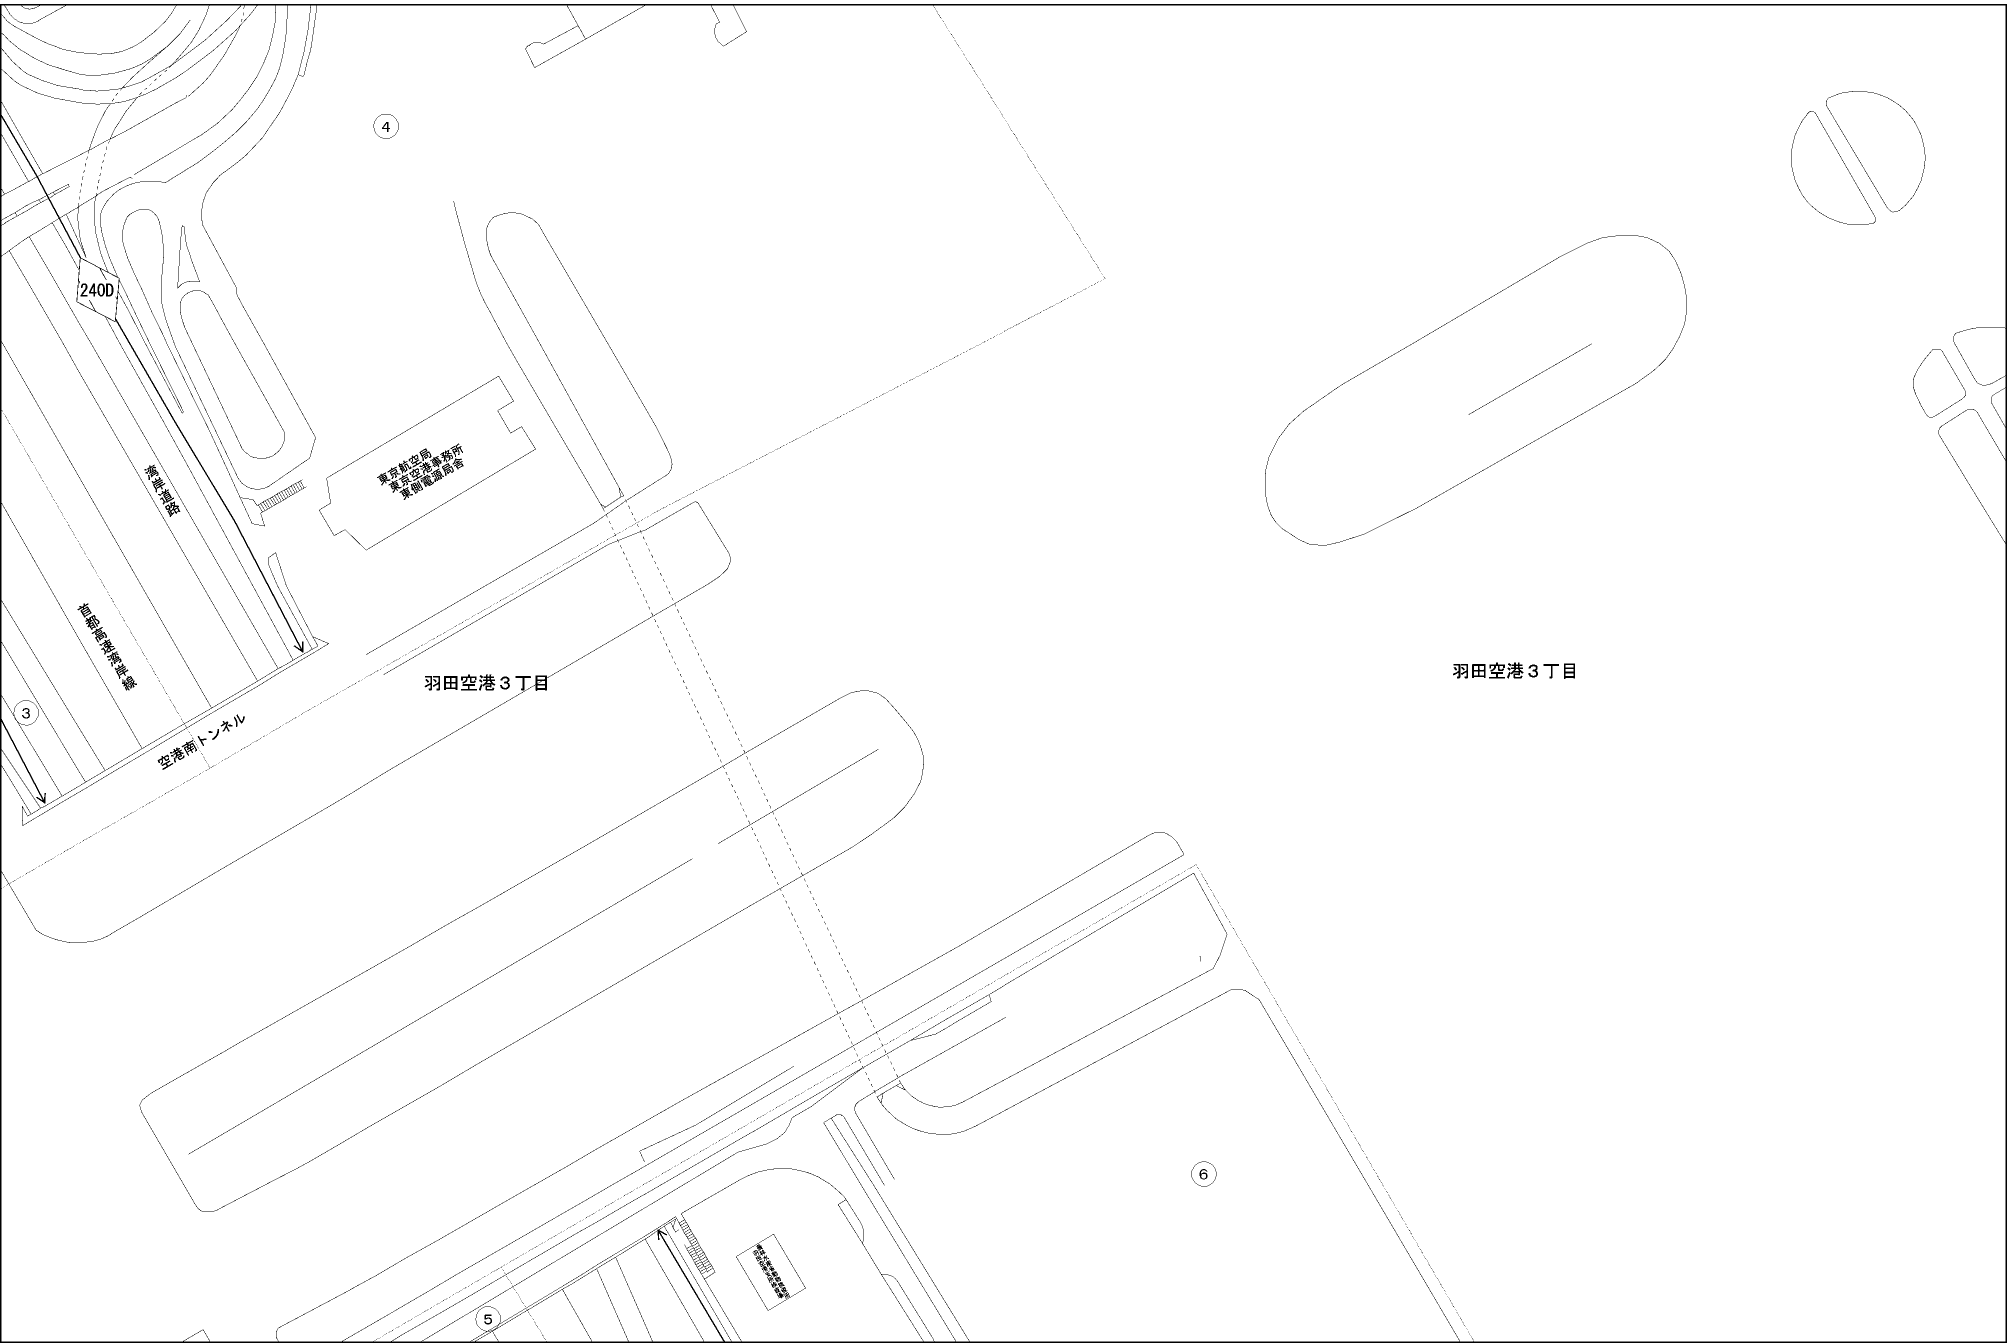 4
240D
東京航空局
東京空港事務所
東側電源局舎
湾岸道路
首都高速湾岸線
3
空港南トンネル
羽田空港3丁目
羽田空港3丁目
6
5